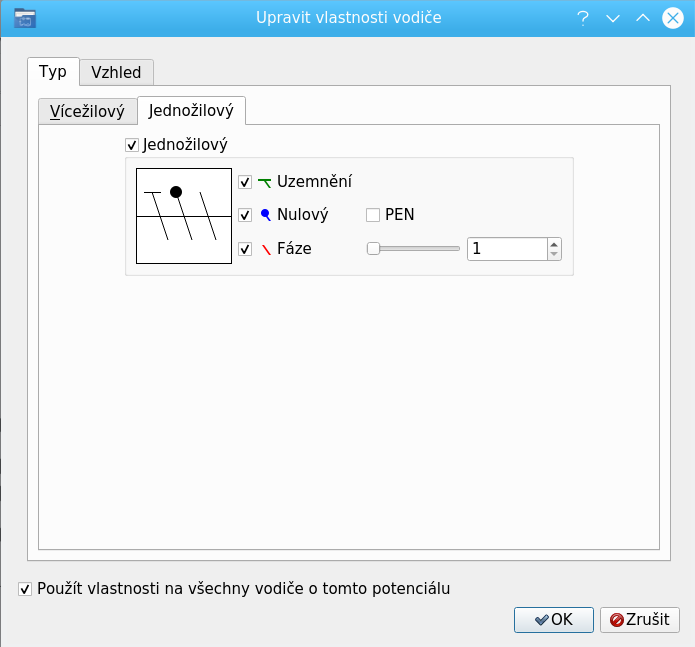 Upravit vlastnosti vodiče
Typ Vzhled
Vícežilový Jednožilový
Jednožilový
Uzemnění
Nulový PEN
Fáze 1
Použít vlastnosti na všechny vodiče o tomto potenciálu
OK Zrušit